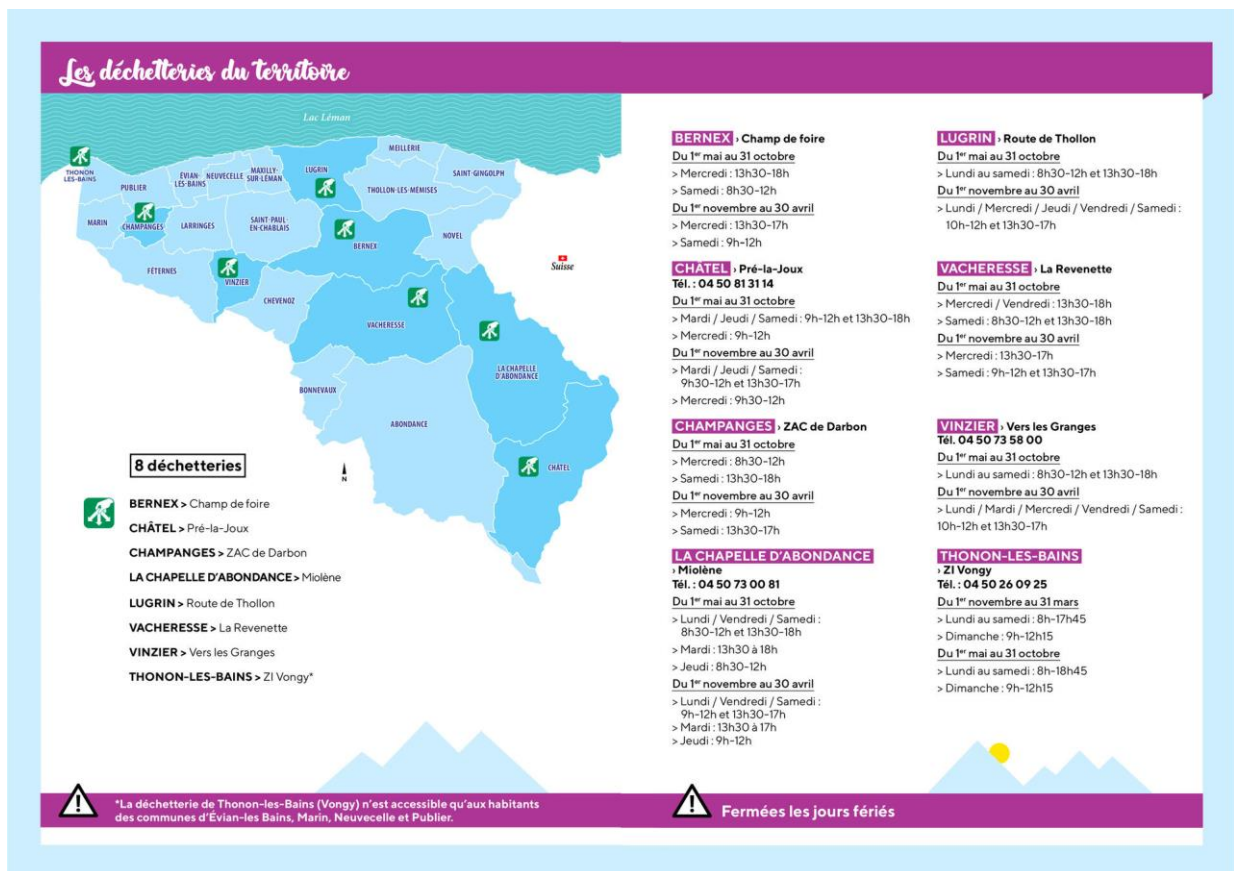 Les déchetteries du territoire
Lac Léman
THONON
LES-BAINS
PUBLIER
ÉVIAN-
LES-BAINS
NEUVECELLE
MAXILLY-
SUR-LÉMAN
LUGRIN
MEILLERIE
SAINT-GINGOLPH
THOLLON-LES-MÉMISES
MARIN
CHAMPANGES
LARRINGES
SAINT-PAUL-
EN-CHABLAIS
BERNEX
NOVEL
Suisse
FÉTERNES
VINZIER
CHEVENOZ
VACHERESSE
LA CHAPELLE
D'ABONDANCE
BONNEVAUX
ABONDANCE
CHÂTEL
N
8 déchetteries
BERNEX > Champ de foire
CHÂTEL > Pré-la-Joux
CHAMPANGES > ZAC de Darbon
LA CHAPELLE D'ABONDANCE > Miolène
LUGRIN > Route de Thollon
VACHERESSE > La Revenette
VINZIER > Vers les Granges
THONON-LES-BAINS > ZI Vongy*
*La déchetterie de Thonon-les-Bains (Vongy) n'est accessible qu'aux habitants
des communes d'Évian-les Bains, Marin, Neuvecelle et Publier.
BERNEX › Champ de foire
Du 1er mai au 31 octobre
> Mercredi : 13h30-18h
> Samedi : 8h30-12h
Du 1er novembre au 30 avril
> Mercredi : 13h30-17h
> Samedi : 9h-12h
CHÂTEL › Pré-la-Joux
Tél. : 04 50 81 31 14
Du 1er mai au 31 octobre
> Mardi / Jeudi / Samedi : 9h-12h et 13h30-18h
> Mercredi : 9h-12h
Du 1er novembre au 30 avril
> Mardi / Jeudi / Samedi :
9h30-12h et 13h30-17h
> Mercredi : 9h30-12h
CHAMPANGES › ZAC de Darbon
Du 1er mai au 31 octobre
> Mercredi : 8h30-12h
> Samedi : 13h30-18h
Du 1er novembre au 30 avril
> Mercredi : 9h-12h
> Samedi : 13h30-17h
LA CHAPELLE D'ABONDANCE
› Miolène
Tél. : 04 50 73 00 81
Du 1er mai au 31 octobre
> Lundi / Vendredi / Samedi :
8h30-12h et 13h30-18h
> Mardi : 13h30 à 18h
> Jeudi : 8h30-12h
Du 1er novembre au 30 avril
> Lundi / Vendredi / Samedi :
9h-12h et 13h30-17h
> Mardi : 13h30 à 17h
> Jeudi : 9h-12h
LUGRIN › Route de Thollon
Du 1er mai au 31 octobre
> Lundi au samedi : 8h30-12h et 13h30-18h
Du 1er novembre au 30 avril
> Lundi / Mercredi / Jeudi / Vendredi / Samedi :
10h-12h et 13h30-17h
VACHERESSE › La Revenette
Du 1er mai au 31 octobre
> Mercredi / Vendredi : 13h30-18h
> Samedi : 8h30-12h et 13h30-18h
Du 1er novembre au 30 avril
> Mercredi : 13h30-17h
> Samedi : 9h-12h et 13h30-17h
VINZIER › Vers les Granges
Tél. 04 50 73 58 00
Du 1er mai au 31 octobre
> Lundi au samedi : 8h30-12h et 13h30-18h
Du 1er novembre au 30 avril
> Lundi / Mardi / Mercredi / Vendredi / Samedi :
10h-12h et 13h30-17h
THONON-LES-BAINS
› ZI Vongy
Tél. : 04 50 26 09 25
Du 1er novembre au 31 mars
> Lundi au samedi : 8h-17h45
> Dimanche : 9h-12h15
Du 1er mai au 31 octobre
> Lundi au samedi : 8h-18h45
> Dimanche : 9h-12h15
Fermées les jours fériés